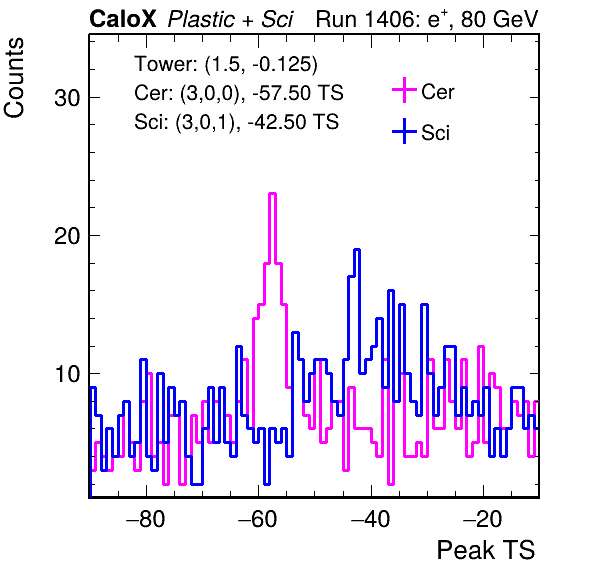 CaloX Plastic + Sci Run 1406: e+, 80 GeV
Tower: (1.5, -0.125)
Cer: (3,0,0), -57.50 TS
Sci: (3,0,1), -42.50 TS
Cer
Sci
Counts
30
20
10
−80 −60 −40 −20
Peak TS